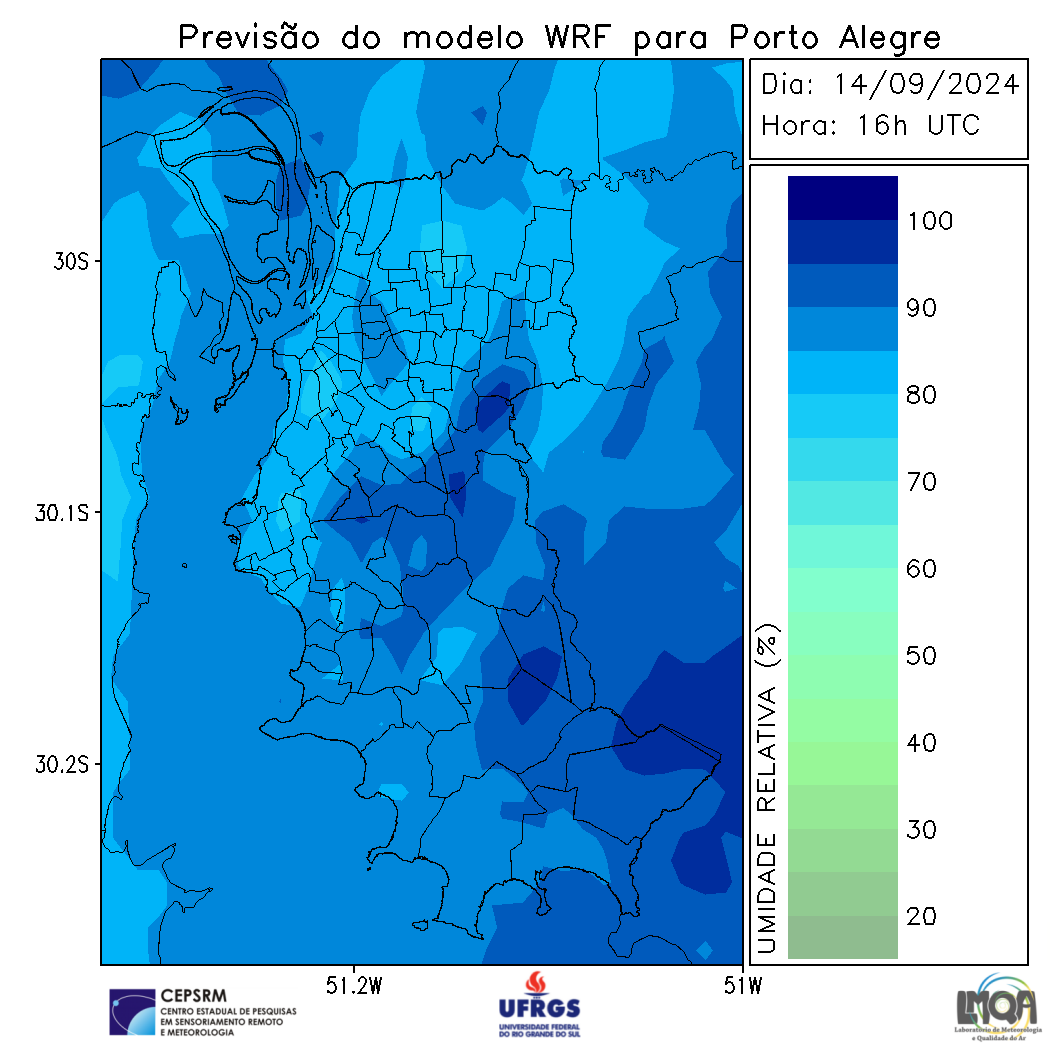 Previsão do modelo WRF para Porto Alegre
Dia: 14/09/2024
Hora: 16h UTC
30S
30.1S
30.2S
51.2W
51W
100
90
80
70
60
50
40
30
20
UMIDADE RELATIVA (%)
CEPSRM
CENTRO ESTADUAL DE PESQUISAS
EM SENSORIAMENTO REMOTO
E METEOROLOGIA
UFRGS
UNIVERSIDADE FEDERAL
DO RIO GRANDE DO SUL
LMQA
Laboratório de Meteorologia
e Qualidade do Ar